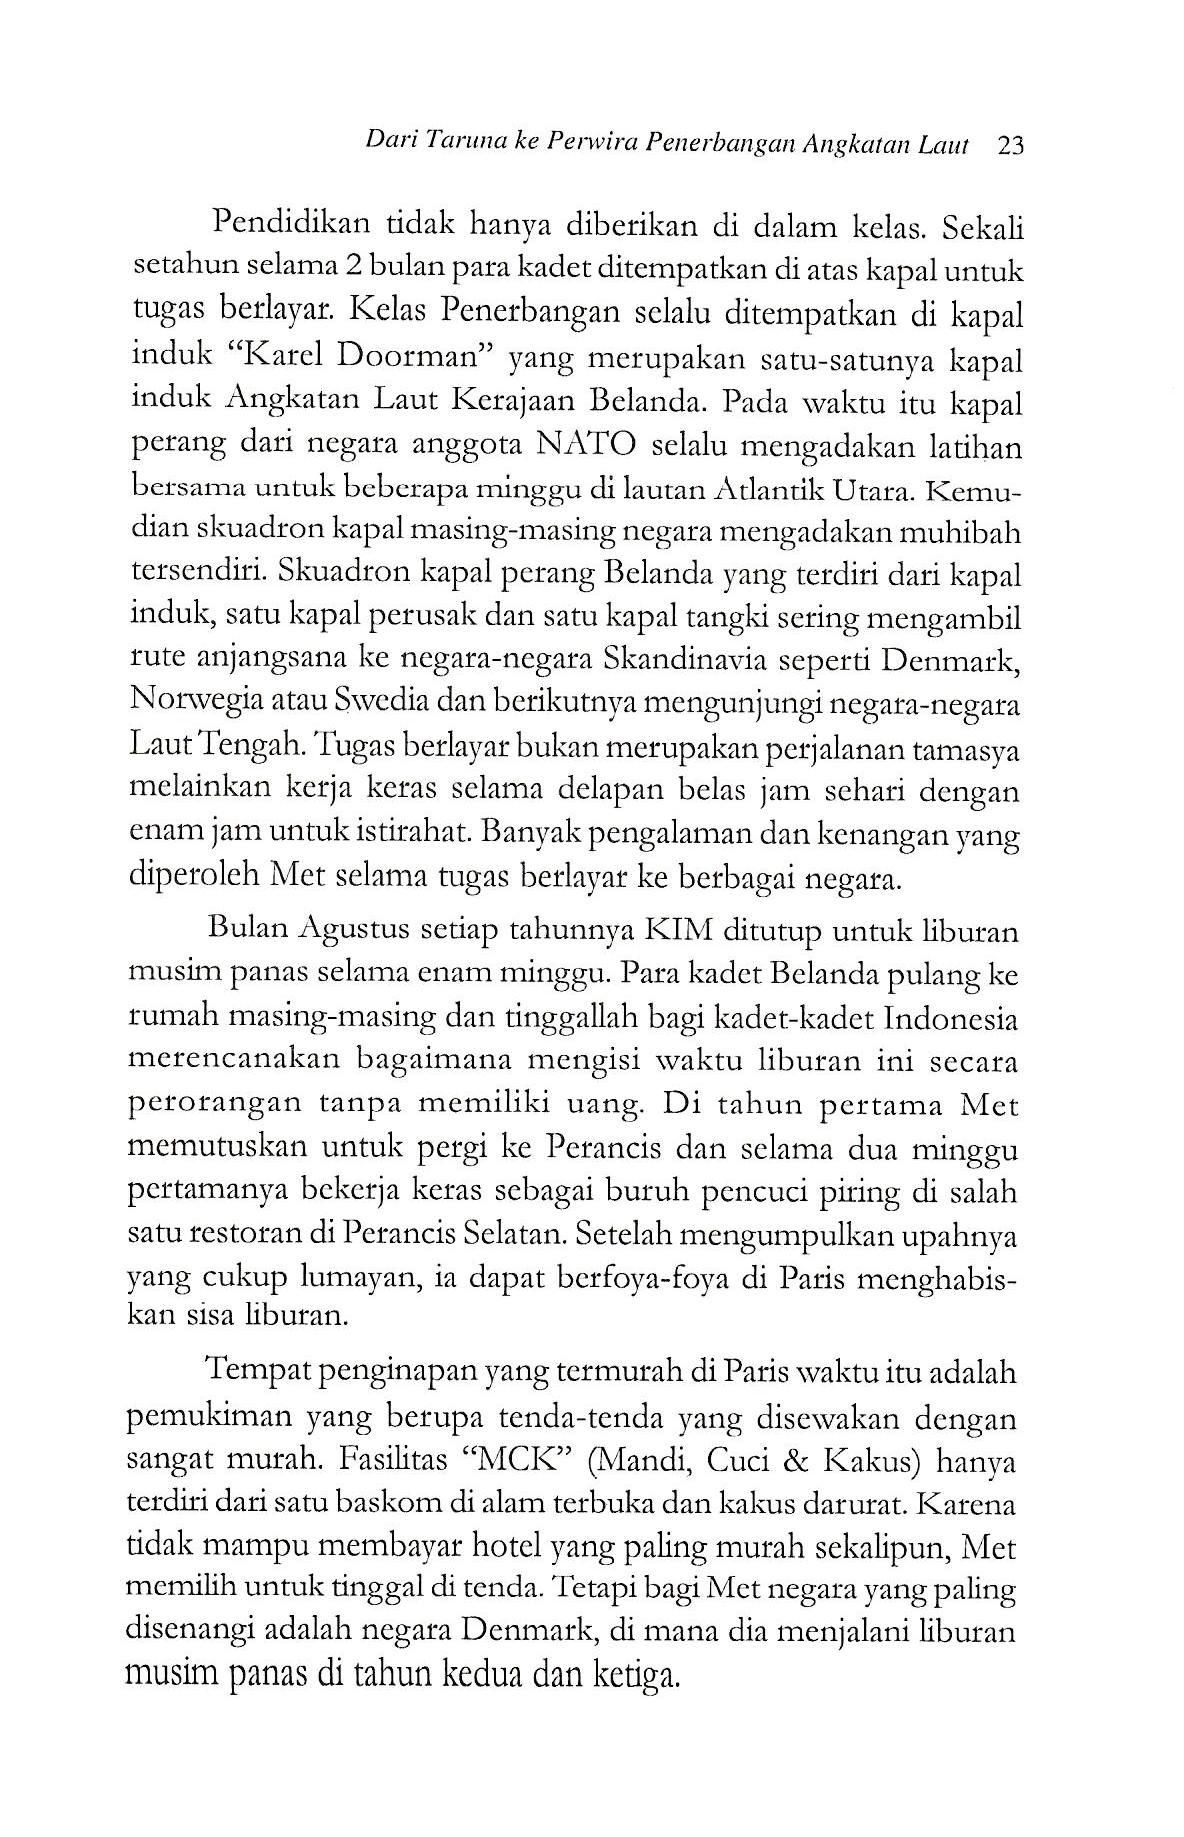 Dari Taruna ke Perwira Penerbangan Angkatan Laut 23
Pendidikan tidak hanya diberikan di dalam kelas. Sekali
setahun selama 2 bulan para kadet ditempatkan di atas kapal untuk
tugas berlayar. Kelas Penerbangan selalu ditempatkan di kapal
induk “Karel Doorman” yang merupakan satu-satunya kapal
induk Angkatan Laut Kerajaan Belanda. Pada waktu itu kapal
perang dari negara anggota NATO selalu mengadakan latihan
bersama untuk beberapa minggu di lautan Atlantik Utara. Kemu-
dian skuadron kapal masing-masing negara mengadakan muhibah
tersendiri. Skuadron kapal perang Belanda yang terdiri dari kapal
induk, satu kapal perusak dan satu kapal tangki sering mengambil
rute anjangsana ke negara-negara Skandinavia seperti Denmark,
Norwegia atau Swedia dan berikutnya mengunjungi negara-negara
Laut Tengah. Tugas berlayar bukan merupakan perjalanan tamasya
melainkan kerja keras selama delapan belas jam sehari dengan
enam jam untuk istirahat. Banyak pengalaman dan kenangan yang
diperoleh Met selama tugas berlayar ke berbagai negara.
Bulan Agustus setiap tahunnya KIM ditutup untuk liburan
musim panas selama enam minggu. Para kadet Belanda pulang ke
rumah masing-masing dan tinggallah bagi kadet-kadet Indonesia
merencanakan bagaimana mengisi waktu liburan ini secara
perorangan tanpa memiliki uang. Di tahun pertama Met
memutuskan untuk pergi ke Perancis dan selama dua minggu
pertamanya bekerja keras sebagai buruh pencuci piring di salah
satu restoran di Perancis Selatan. Setelah mengumpulkan upahnya
yang cukup lumayan, ia dapat berfoya-foya di Paris menghabis-
kan sisa liburan.
Tempat penginapan yang termurah di Paris waktu itu adalah
pemukiman yang berupa tenda-tenda yang disewakan dengan
sangat murah. Fasilitas “MCK” (Mandi, Cuci & Kakus) hanya
terdiri dari satu baskom di alam terbuka dan kakus darurat. Karena
tidak mampu membayar hotel yang paling murah sekalipun, Met
memilih untuk tinggal di tenda. Tetapi bagi Met negara yang paling
disenangi adalah negara Denmark, di mana dia menjalani liburan
musim panas di tahun kedua dan ketiga.